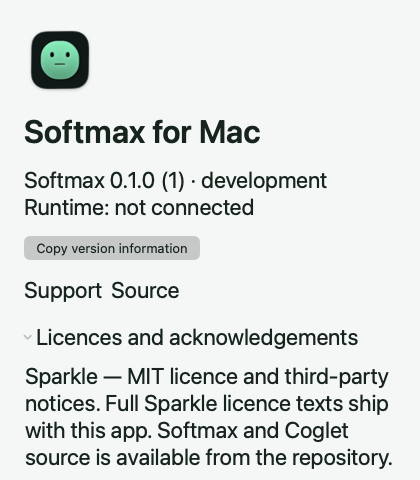 Softmax for Mac
Softmax 0.1.0 (1) · development
Runtime: not connected
Copy version information
Support Source
Licences and acknowledgements
Sparkle — MIT licence and third-party
notices. Full Sparkle licence texts ship
with this app. Softmax and Coglet
source is available from the repository.